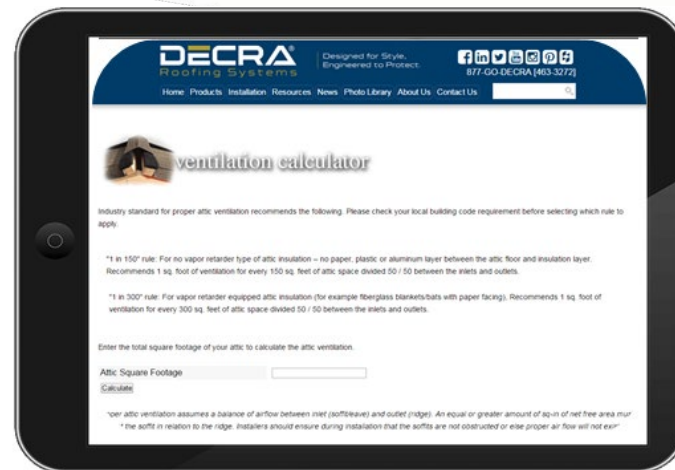 DECRA
Roofing Systems
Designed for Style,
Engineered to Protect.
877-GO-DECRA [463-3272]
Home Products Installation Resources News Photo Library About Us Contact Us
ventilation calculator
Industry standard for proper attic ventilation recommends the following. Please check your local building code requirement before selecting which rule to
apply.
"1 in 150" rule: For no vapor retarder type of attic insulation – no paper, plastic or aluminum layer between the attic floor and insulation layer.
Recommends 1 sq. foot of ventilation for every 150 sq. feet of attic space divided 50 / 50 between the inlets and outlets.
"1 in 300" rule: For vapor retarder equipped attic insulation (for example fiberglass blankets/bats with paper facing), Recommends 1 sq. foot of
ventilation for every 300 sq. feet of attic space divided 50 / 50 between the inlets and outlets.
Enter the total square footage of your attic to calculate the attic ventilation.
Attic Square Footage
Calculate
attic ventilation assumes a balance of airflow between inlet (soffit/eave) and outlet (ridge). An equal or greater amount of sq-in of net free area
the soffit in relation to the ridge. Installers should ensure during installation that the soffits are not obstructed or else proper air flow will not